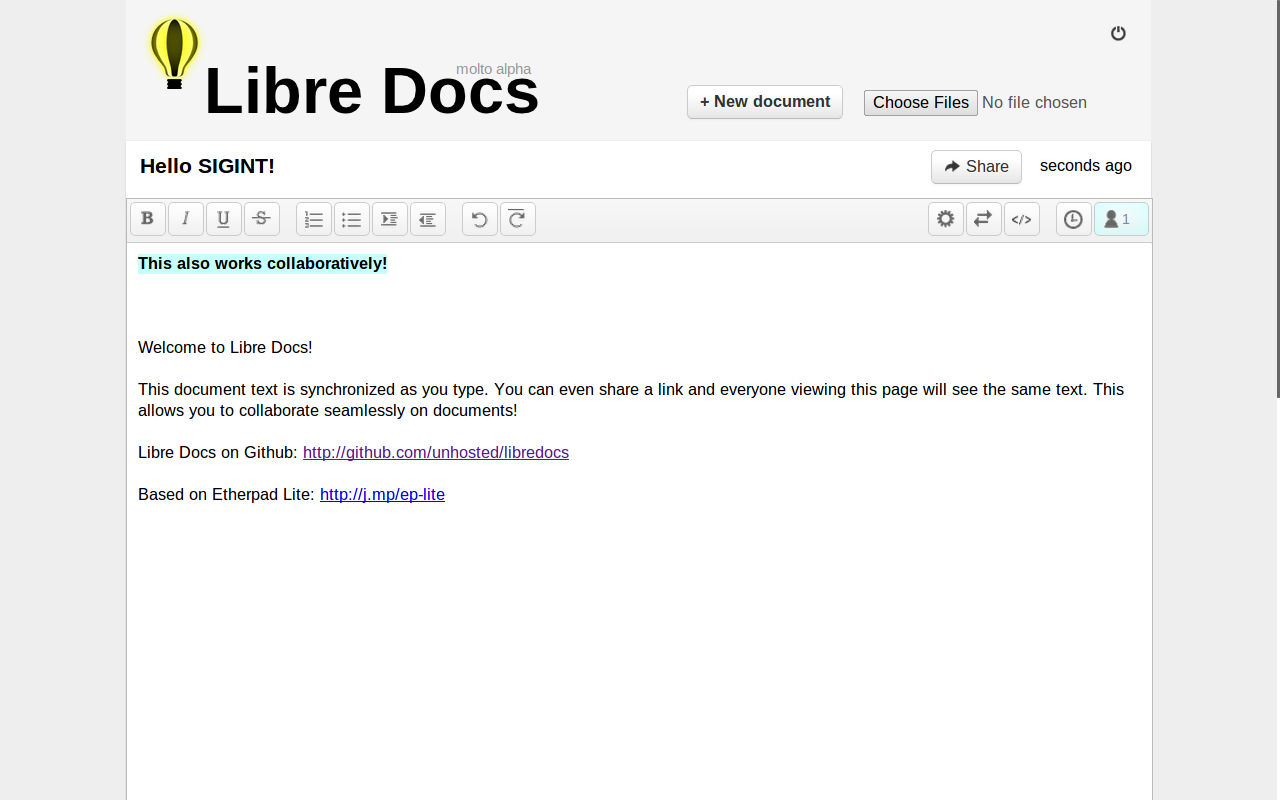 molto alpha
Libre Docs
+ New document
Choose Files No file chosen
Hello SIGINT!
Share
seconds ago
B I U S
</> 1
This also works collaboratively!
Welcome to Libre Docs!
This document text is synchronized as you type. You can even share a link and everyone viewing this page will see the same text. This
allows you to collaborate seamlessly on documents!
Libre Docs on Github: http://github.com/unhosted/libredocs
Based on Etherpad Lite: http://j.mp/ep-lite